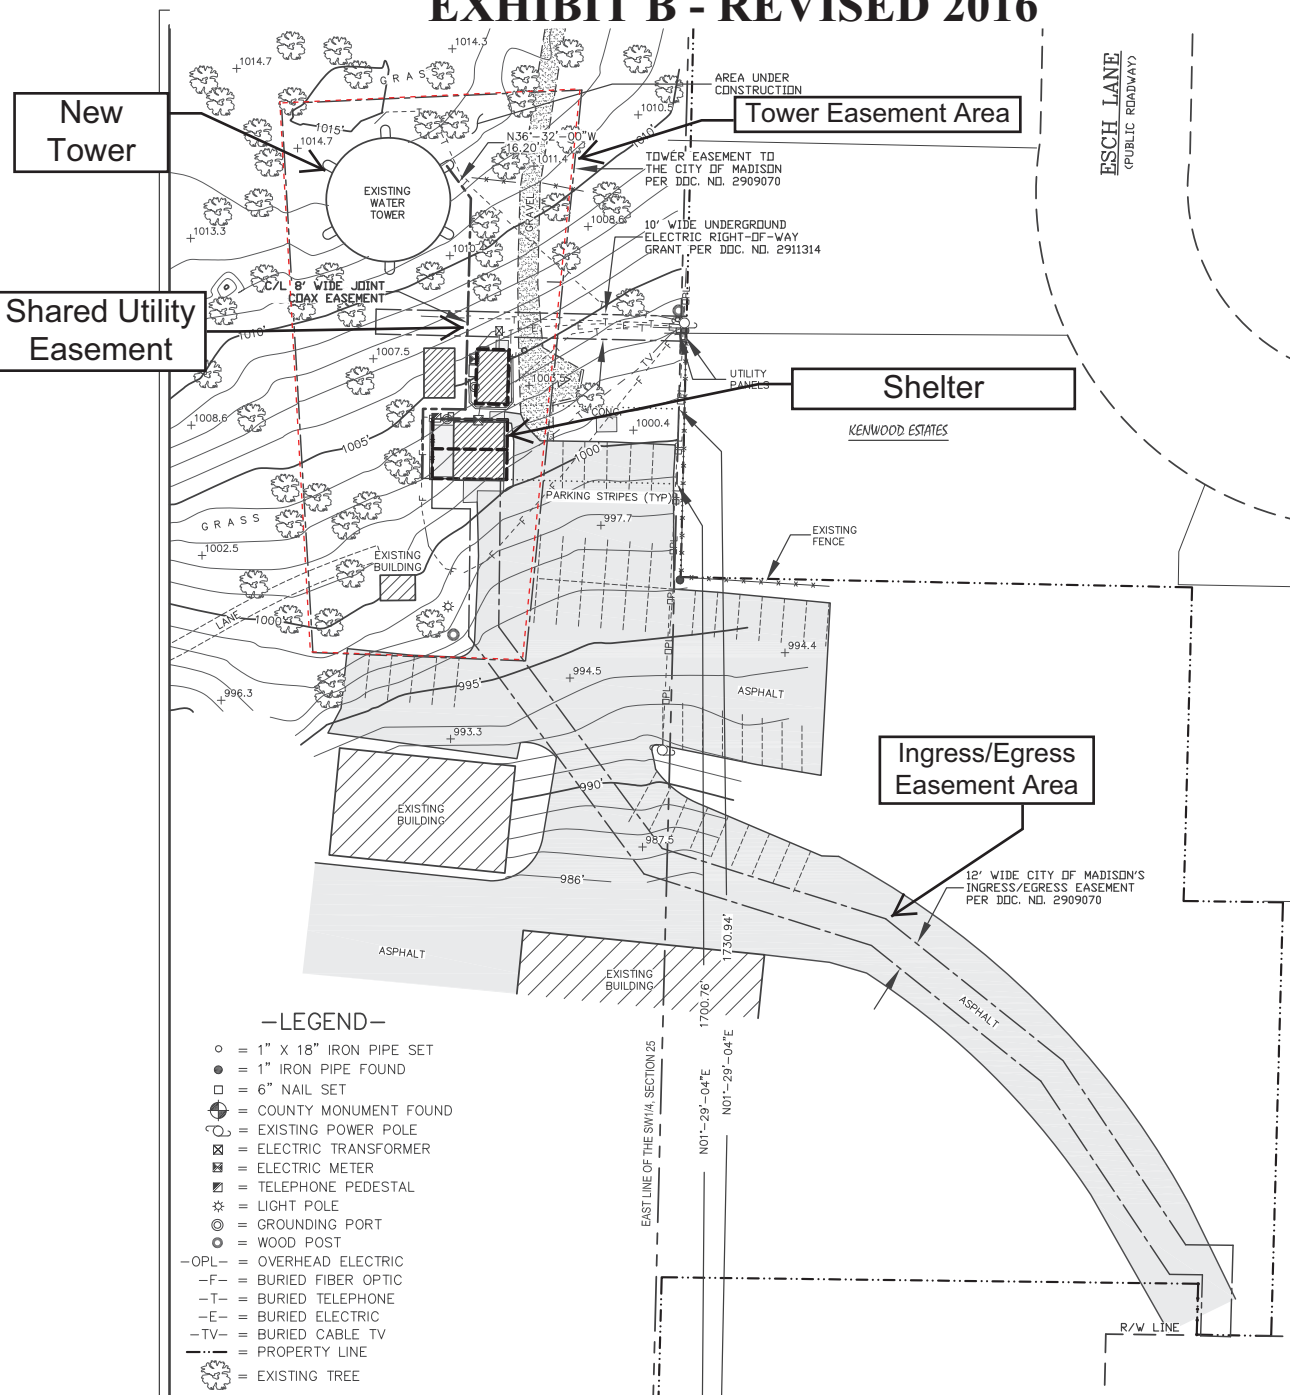 EXHIBIT B - REVISED 2016
New
Tower
Tower Easement Area
Shared Utility
Easement
Shelter
Ingress/Egress
Easement Area
AREA UNDER
CONSTRUCTION
ESCH LANE
(PUBLIC ROADWAY)
GRASS
1014.3
1014.7
1015'
1014.7
1010.5
1010'
N36°-32'-00"W
16.20'
1011.4
TOWER EASEMENT TO
THE CITY OF MADISON
PER DOC. NO. 2909070
EXISTING
WATER
TOWER
GRAVEL
1013.3
1008.6
10' WIDE UNDERGROUND
ELECTRIC RIGHT-OF-WAY
GRANT PER DOC. NO. 2911314
C/L 8' WIDE JOINT
COAX EASEMENT
1010'
1007.5
TV
UTILITY
PANELS
KENWOOD ESTATES
1008.6
1005'
CONC.
1000.4
1000'
PARKING STRIPES (TYP)
997.7
GRASS
1002.5
EXISTING
BUILDING
EXISTING
FENCE
LANE
1000'
OPL
994.4
994.5
995'
996.3
ASPHALT
993.3
990'
EXISTING
BUILDING
987.5
986'
12' WIDE CITY OF MADISON'S
INGRESS/EGRESS EASEMENT
PER DOC. NO. 2909070
ASPHALT
EXISTING
BUILDING
1730.94'
1700.76'
N01°-29'-04"E
N01°-29'-04"E
EAST LINE OF THE SW1/4, SECTION 25
ASPHALT
R/W LINE
-LEGEND-
= 1" X 18" IRON PIPE SET
= 1" IRON PIPE FOUND
= 6" NAIL SET
= COUNTY MONUMENT FOUND
= EXISTING POWER POLE
= ELECTRIC TRANSFORMER
= ELECTRIC METER
= TELEPHONE PEDESTAL
= LIGHT POLE
= GROUNDING PORT
= WOOD POST
-OPL- = OVERHEAD ELECTRIC
-F- = BURIED FIBER OPTIC
-T- = BURIED TELEPHONE
-E- = BURIED ELECTRIC
-TV- = BURIED CABLE TV
= PROPERTY LINE
= EXISTING TREE